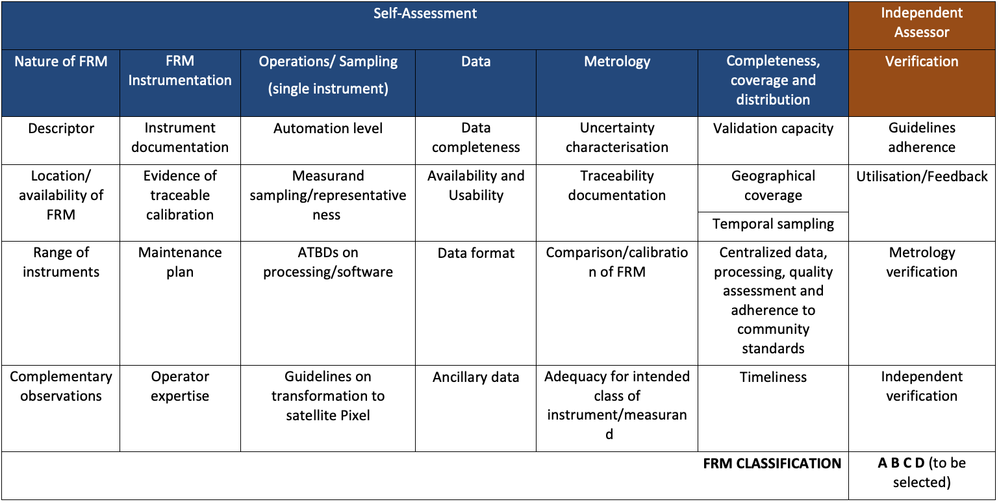 Self-Assessment
Independent
Assessor
Nature of FRM
FRM
Instrumentation
Operations/ Sampling
(single instrument)
Data
Metrology
Completeness,
coverage and
distribution
Verification
Descriptor
Instrument
documentation
Automation level
Data
completeness
Uncertainty
characterisation
Validation capacity
Guidelines
adherence
Location/
availability of
FRM
Evidence of
traceable
calibration
Measurand
sampling/representative
ness
Availability and
Usability
Traceability
documentation
Geographical
coverage
Temporal sampling
Utilisation/Feedback
Range of
instruments
Maintenance
plan
ATBDs on
processing/software
Data format
Comparison/calibratio
n of FRM
Centralized data,
processing, quality
assessment and
adherence to
community
standards
Metrology
verification
Complementary
observations
Operator
expertise
Guidelines on
transformation to
satellite Pixel
Ancillary data
Adequacy for intended
class of
instrument/measuran
d
Timeliness
Independent
verification
FRM CLASSIFICATION
A B C D (to be
selected)